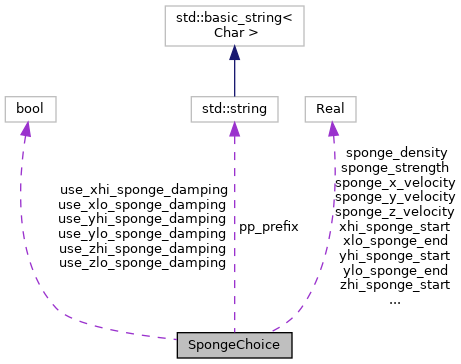 std::basic_string<
Char >
bool
std::string
Real
use_xhi_sponge_damping
use_xlo_sponge_damping
use_yhi_sponge_damping
use_ylo_sponge_damping
use_zhi_sponge_damping
use_zlo_sponge_damping
pp_prefix
sponge_density
sponge_strength
sponge_x_velocity
sponge_y_velocity
sponge_z_velocity
xhi_sponge_start
xlo_sponge_end
yhi_sponge_start
ylo_sponge_end
zhi_sponge_start
...
SpongeChoice